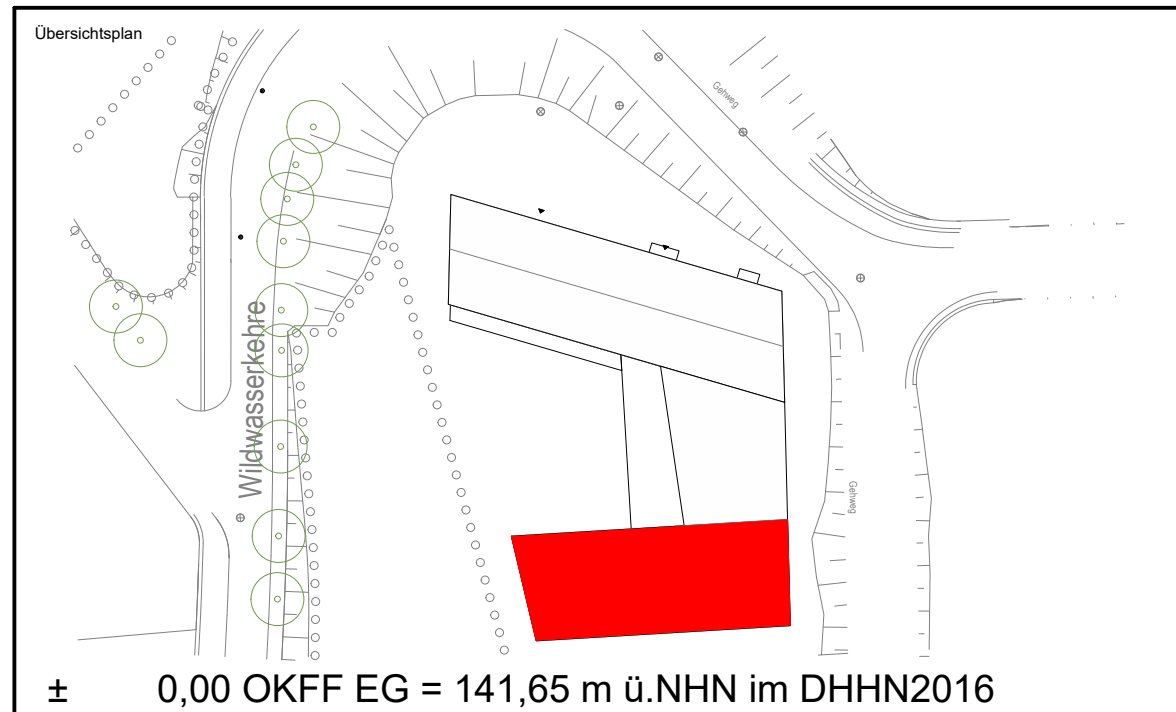 Übersichtsplan
Gehweg
Wildwasserkehre
Gehweg
± 0,00 OKFF EG = 141,65 m ü.NHN im DHHN2016